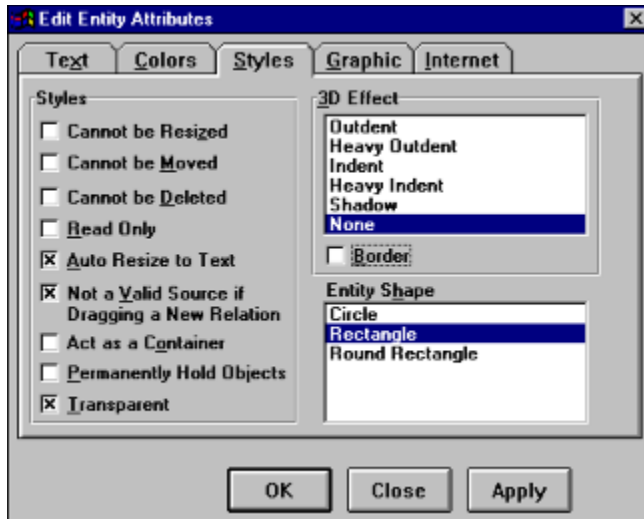 Edit Entity Attributes
Text
Colors
Styles
Graphic
Internet
Styles
Cannot be Resized
Cannot be Moved
Cannot be Deleted
Read Only
Auto Resize to Text
Not a Valid Source if
Dragging a New Relation
Act as a Container
Permanently Hold Objects
Transparent
3D Effect
Outdent
Heavy Outdent
Indent
Heavy Indent
Shadow
None
Border
Entity Shape
Circle
Rectangle
Round Rectangle
OK
Close
Apply